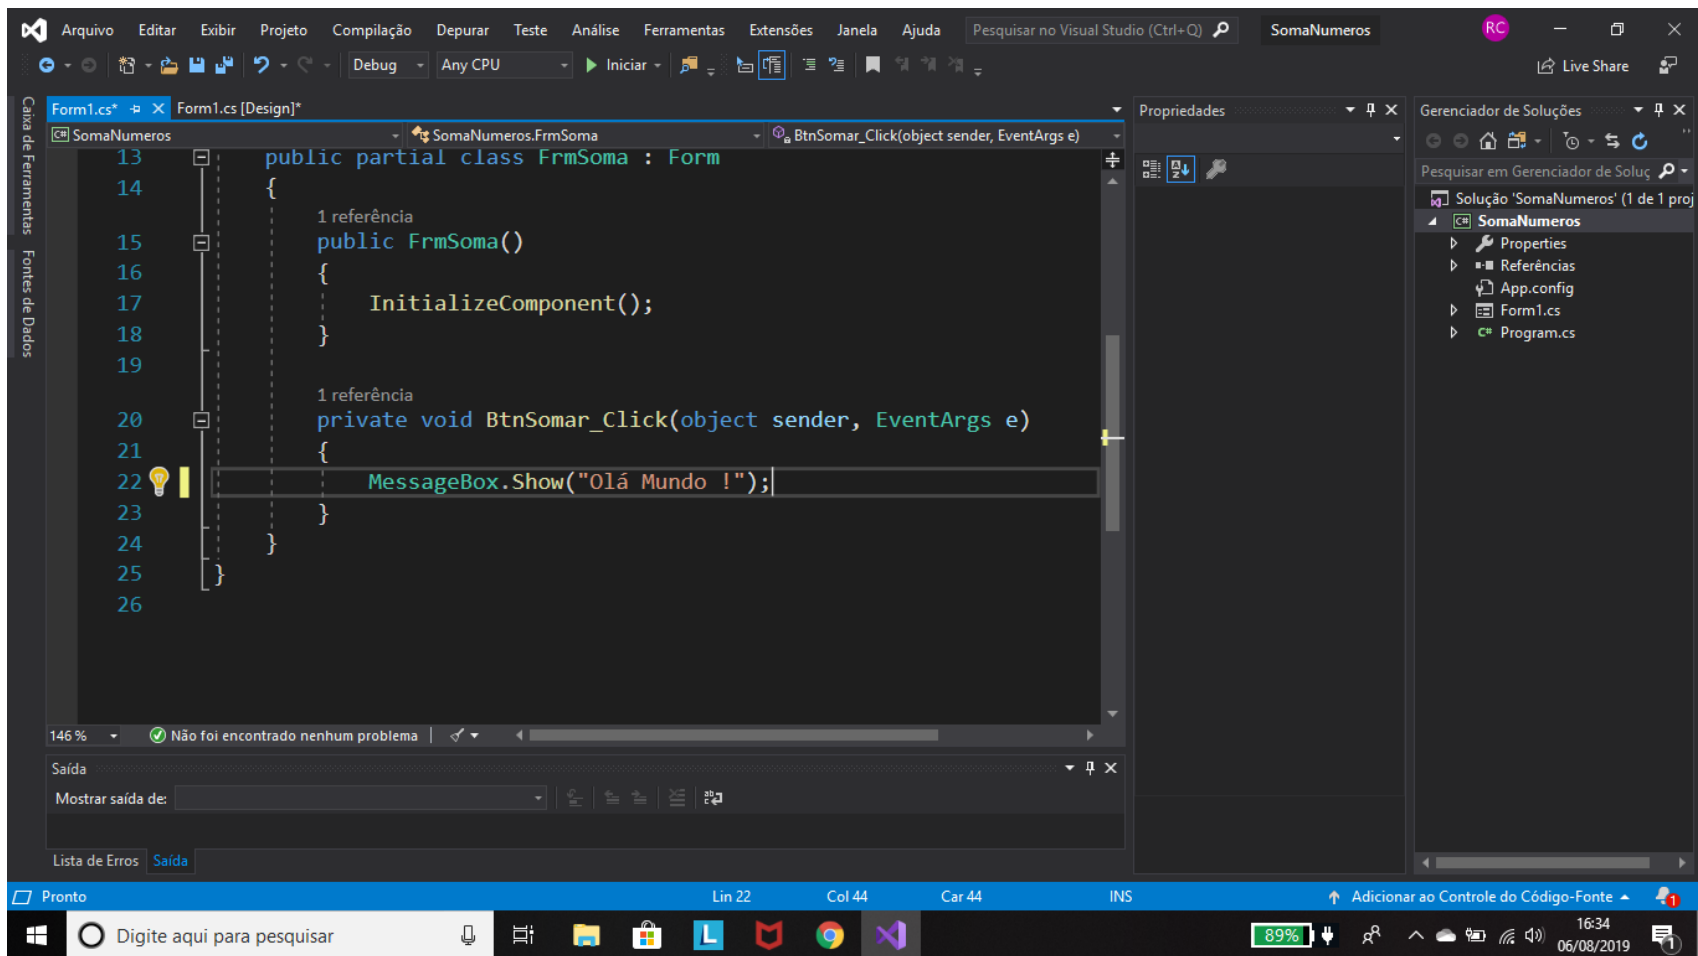 Arquivo Editar Exibir Projeto Compilação Depurar Teste Análise Ferramentas Extensões Janela Ajuda Pesquisar no Visual Studio (Ctrl+Q) SomaNumeros RC
Debug Any CPU Iniciar Live Share
Caixa de Ferramentas
Fontes de Dados
Form1.cs* Form1.cs [Design]*
SomaNumeros SomaNumeros.FrmSoma BtnSomar_Click(object sender, EventArgs e)
13 public partial class FrmSoma : Form
14 {
1 referência
15 public FrmSoma()
16 {
17 InitializeComponent();
18 }
19
1 referência
20 private void BtnSomar_Click(object sender, EventArgs e)
21 {
22 MessageBox.Show("Olá Mundo !");
23 }
24 }
25 }
26
146 % Não foi encontrado nenhum problema
Saída
Mostrar saída de:
Lista de Erros Saída
Propriedades
Gerenciador de Soluções
Pesquisar em Gerenciador de Soluç
Solução 'SomaNumeros' (1 de 1 proj
C# SomaNumeros
Properties
Referências
App.config
Form1.cs
C# Program.cs
Pronto Lin 22 Col 44 Car 44 INS Adicionar ao Controle do Código-Fonte 1
Digite aqui para pesquisar L 89% 16:34
06/08/2019 1